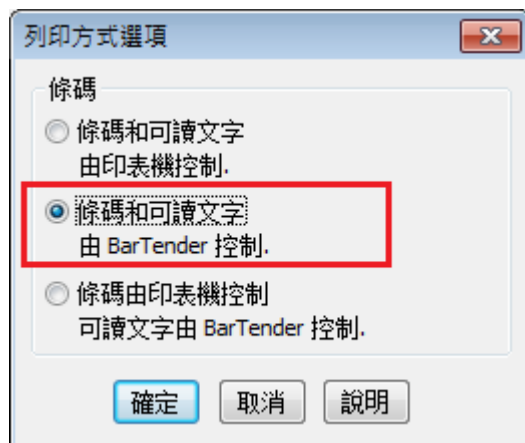 列印方式選項
條碼
條碼和可讀文字
由印表機控制.
條碼和可讀文字
由 BarTender 控制.
條碼由印表機控制
可讀文字由 BarTender 控制.
確定 取消 說明